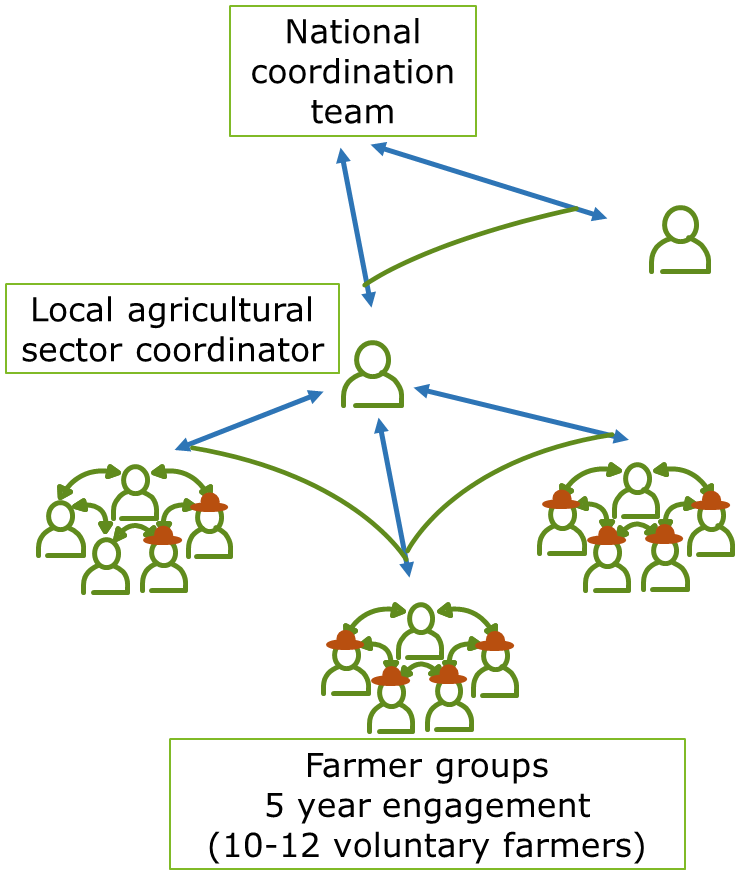 National
coordination
team
Local agricultural
sector coordinator
Farmer groups
5 year engagement
(10-12 voluntary farmers)